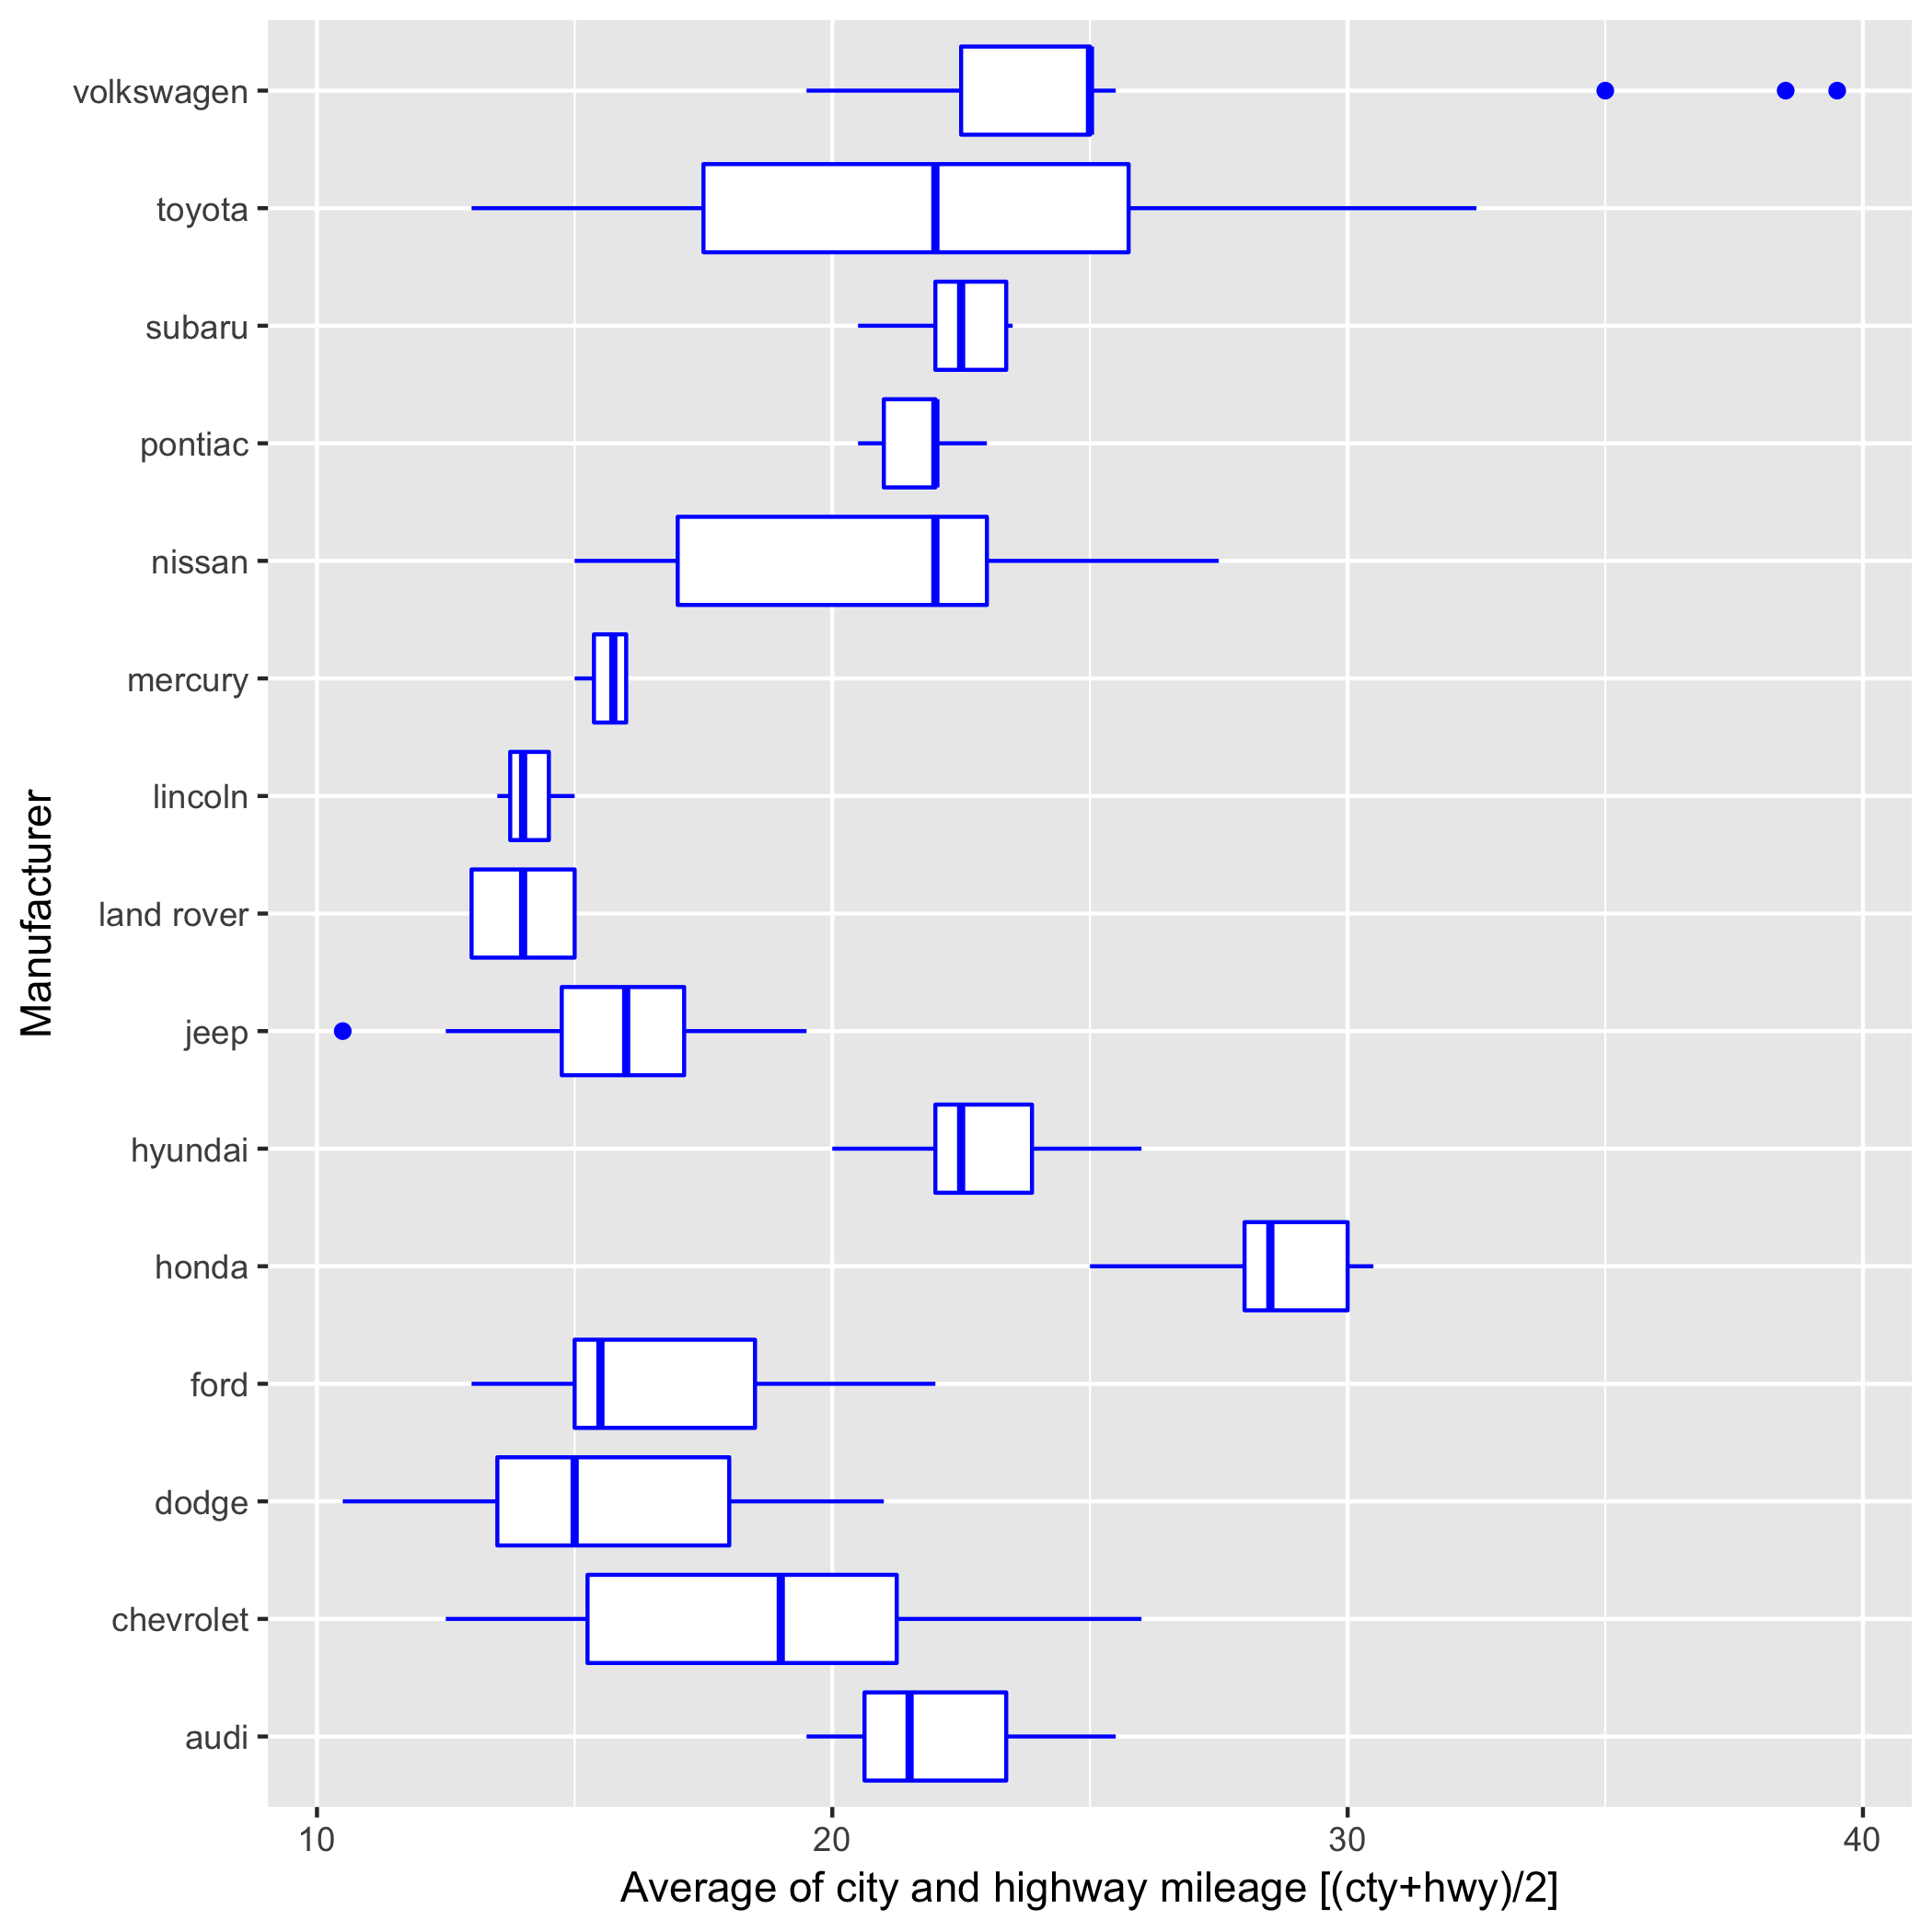 Manufacturer
volkswagen
toyota
subaru
pontiac
nissan
mercury
lincoln
land rover
jeep
hyundai
honda
ford
dodge
chevrolet
audi
10 20 30 40
Average of city and highway mileage [(cty+hwy)/2]